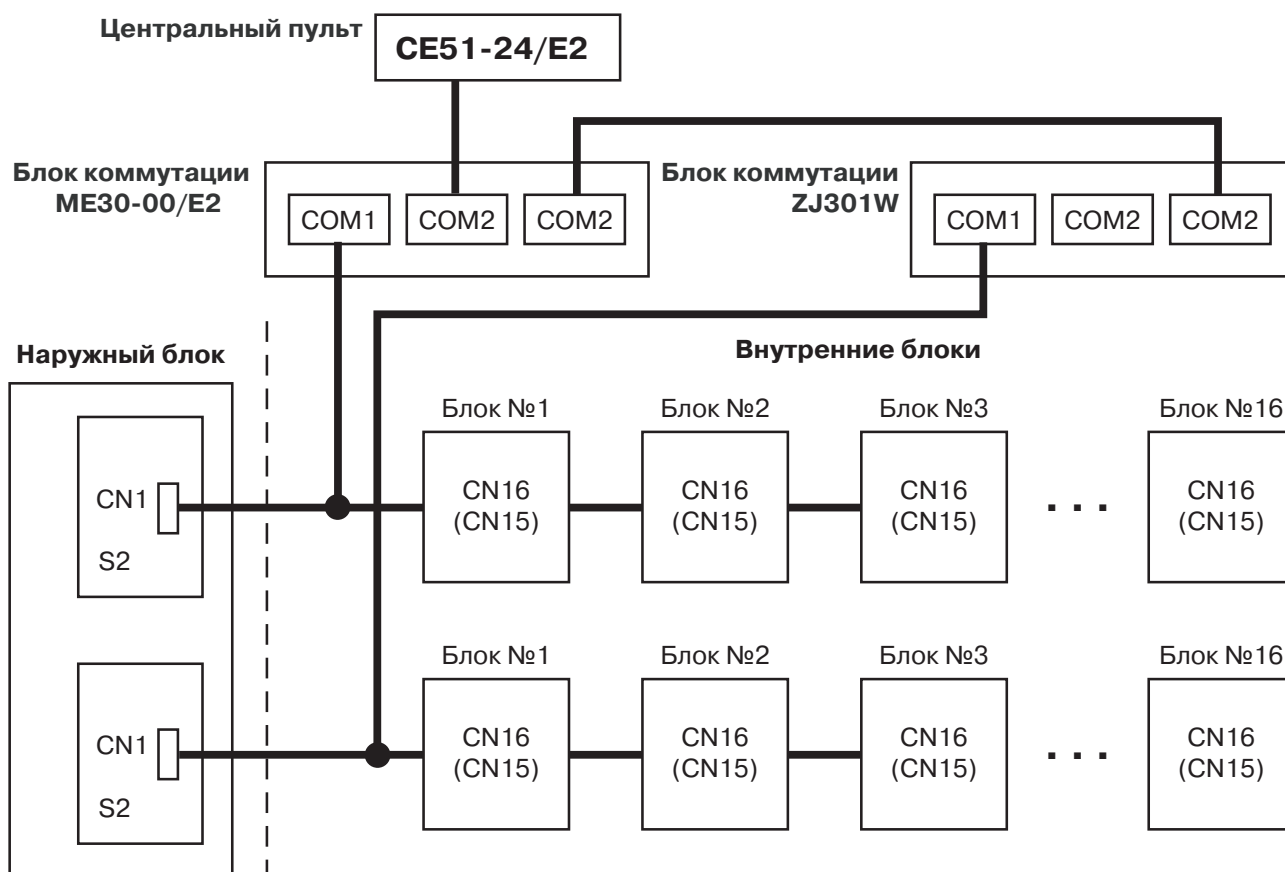 Центральный пульт
CE51-24/E2
Блок коммутации
ME30-00/E2
COM1
COM2
COM2
Блок коммутации
ZJ301W
COM1
COM2
COM2
Наружный блок
Внутренние блоки
CN1
S2
Блок №1
CN16
(CN15)
Блок №2
CN16
(CN15)
Блок №3
CN16
(CN15)
. . .
Блок №16
CN16
(CN15)
CN1
S2
Блок №1
CN16
(CN15)
Блок №2
CN16
(CN15)
Блок №3
CN16
(CN15)
. . .
Блок №16
CN16
(CN15)